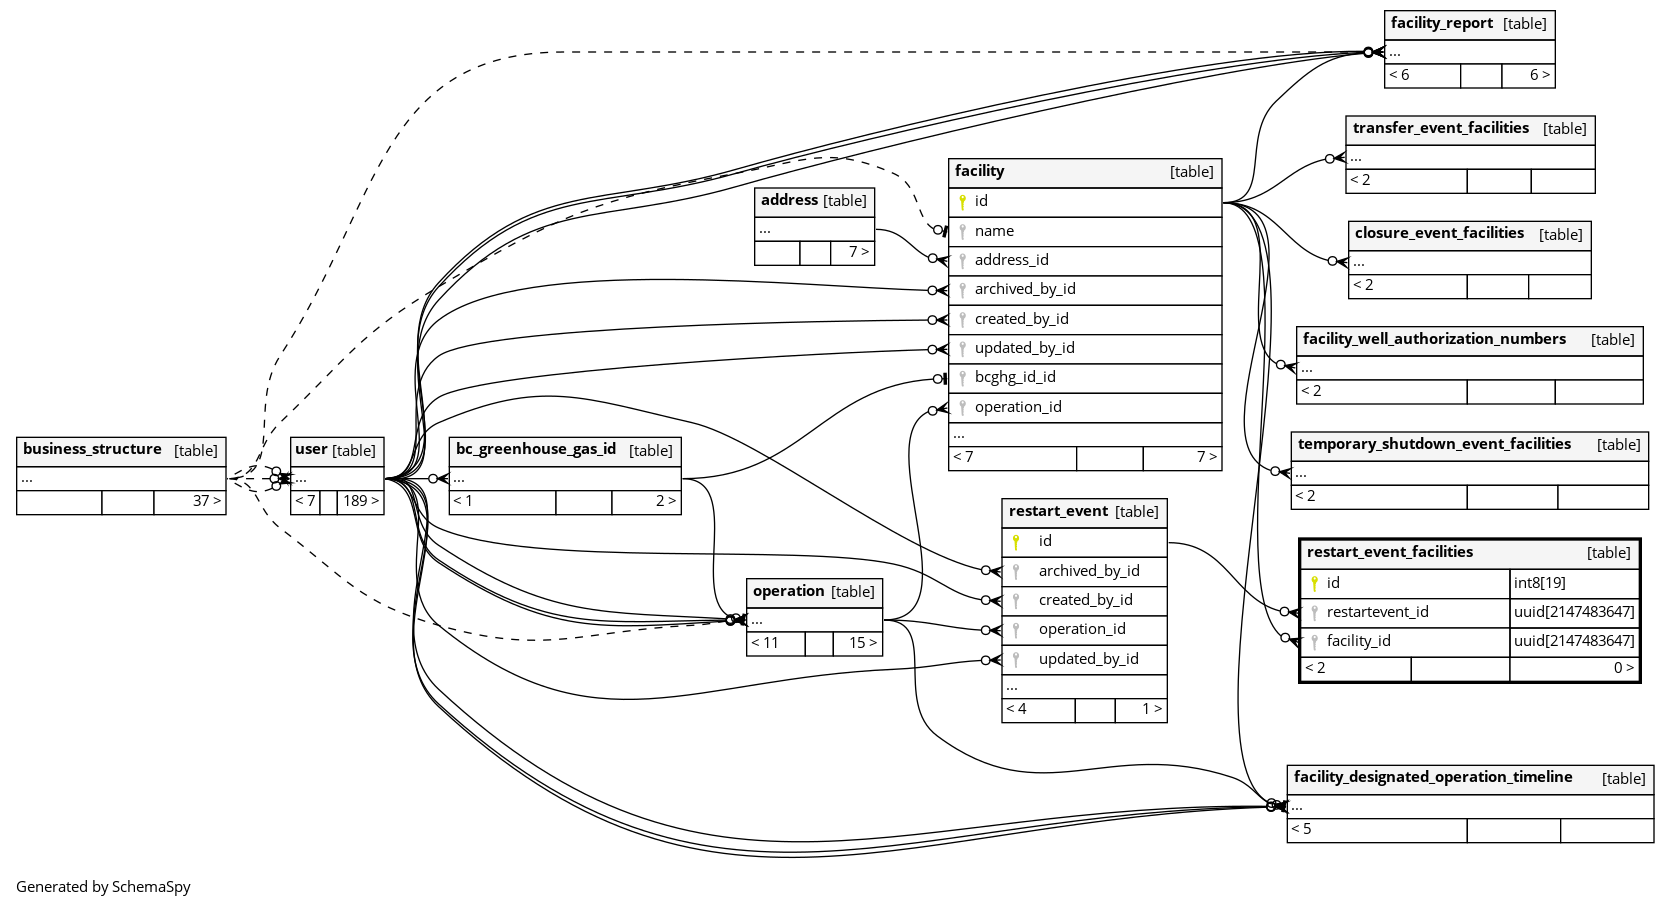 facility_report [table]
...
< 6 6 >
transfer_event_facilities [table]
...
< 2
facility [table]
id
name
address_id
archived_by_id
created_by_id
updated_by_id
bcghg_id_id
operation_id
...
< 7 7 >
address [table]
...
7 >
closure_event_facilities [table]
...
< 2
facility_well_authorization_numbers [table]
...
< 2
business_structure [table]
...
37 >
user [table]
...
< 7 189 >
bc_greenhouse_gas_id [table]
...
< 1 2 >
temporary_shutdown_event_facilities [table]
...
< 2
restart_event [table]
id
archived_by_id
created_by_id
operation_id
updated_by_id
...
< 4 1 >
restart_event_facilities [table]
id int8[19]
restartevent_id uuid[2147483647]
facility_id uuid[2147483647]
< 2 0 >
operation [table]
...
< 11 15 >
facility_designated_operation_timeline [table]
...
< 5
Generated by SchemaSpy